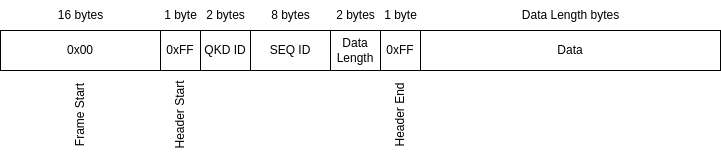 16 bytes 1 byte 2 bytes 8 bytes 2 bytes 1 byte Data Length bytes
0x00 0xFF QKD ID SEQ ID Data Length 0xFF Data
Frame Start Header Start Header End